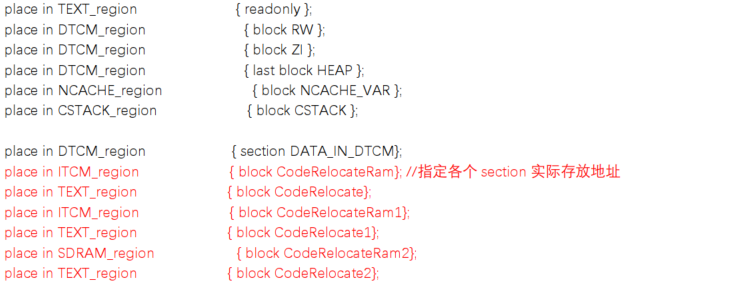 place in TEXT_region { readonly };
place in DTCM_region { block RW };
place in DTCM_region { block ZI };
place in DTCM_region { last block HEAP };
place in NCACHE_region { block NCACHE_VAR };
place in CSTACK_region { block CSTACK };
place in DTCM_region { section DATA_IN_DTCM};
place in ITCM_region { block CodeRelocateRam}; //指定各个 section 实际存放地址
place in TEXT_region { block CodeRelocate};
place in ITCM_region { block CodeRelocateRam1};
place in TEXT_region { block CodeRelocate1};
place in SDRAM_region { block CodeRelocateRam2};
place in TEXT_region { block CodeRelocate2};